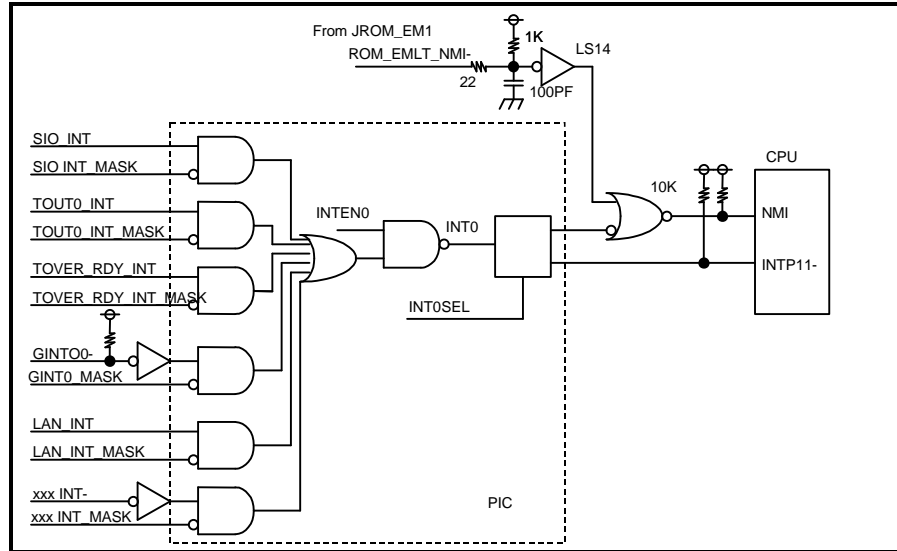 From JROM_EM1
1K
LS14
ROM_EMLT_NMI-
22
100PF
SIO_INT
SIO INT_MASK
TOUT0_INT
TOUT0_INT_MASK
TOVER_RDY_INT
TOVER_RDY_INT_MASK
GINTO0-
GINT0_MASK
LAN_INT
LAN_INT_MASK
xxx INT-
xxx INT_MASK
INTEN0
INT0
INT0SEL
PIC
10K
CPU
NMI
INTP11-